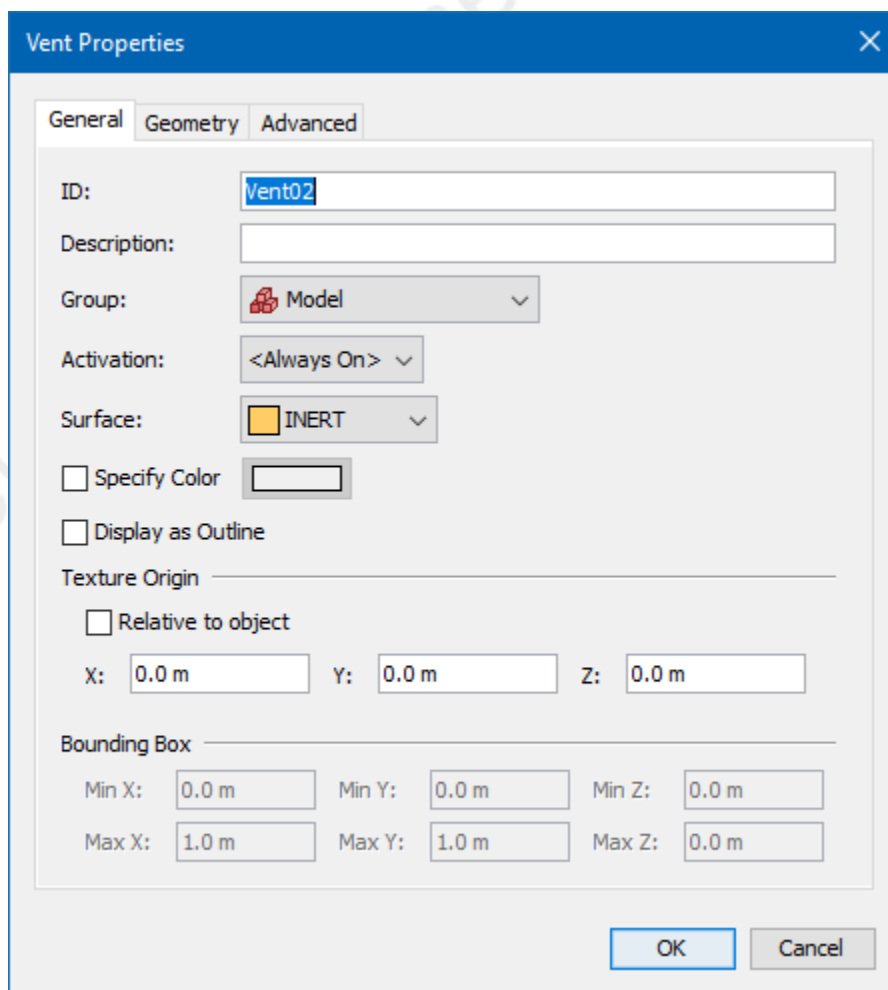 Vent Properties
General Geometry Advanced
ID: Vent02
Description:
Group: Model
Activation: <Always On>
Surface: INERT
Specify Color
Display as Outline
Texture Origin
Relative to object
X: 0.0 m Y: 0.0 m Z: 0.0 m
Bounding Box
Min X: 0.0 m Min Y: 0.0 m Min Z: 0.0 m
Max X: 1.0 m Max Y: 1.0 m Max Z: 0.0 m
OK Cancel